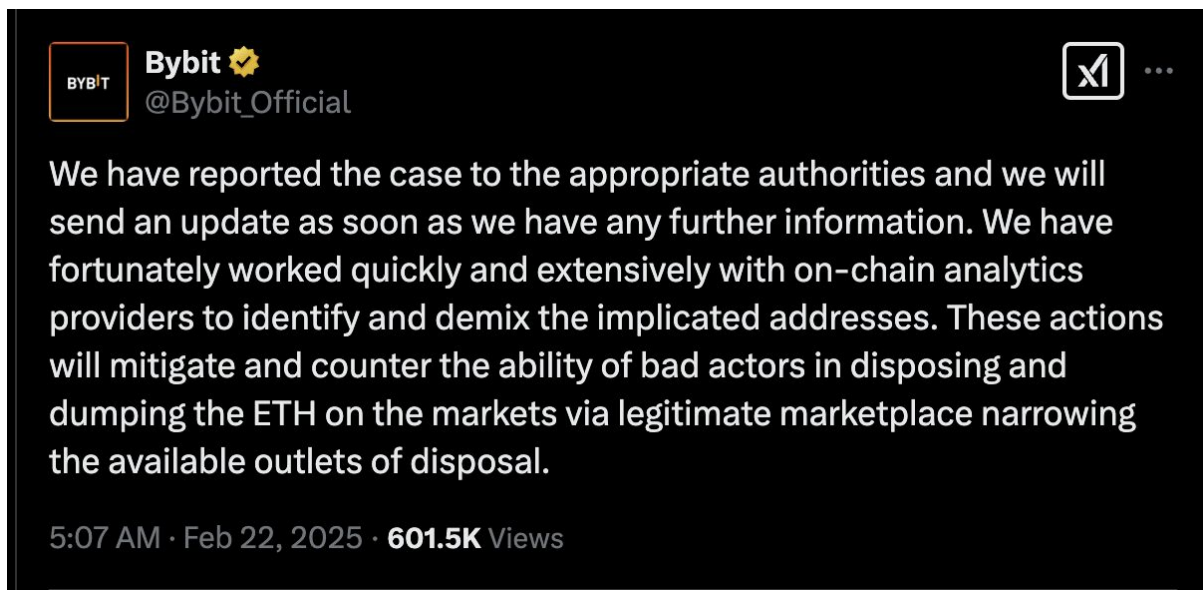 BYBIT
Bybit
@Bybit_Official
We have reported the case to the appropriate authorities and we will
send an update as soon as we have any further information. We have
fortunately worked quickly and extensively with on-chain analytics
providers to identify and demix the implicated addresses. These actions
will mitigate and counter the ability of bad actors in disposing and
dumping the ETH on the markets via legitimate marketplace narrowing
the available outlets of disposal.
5:07 AM · Feb 22, 2025 · 601.5K Views